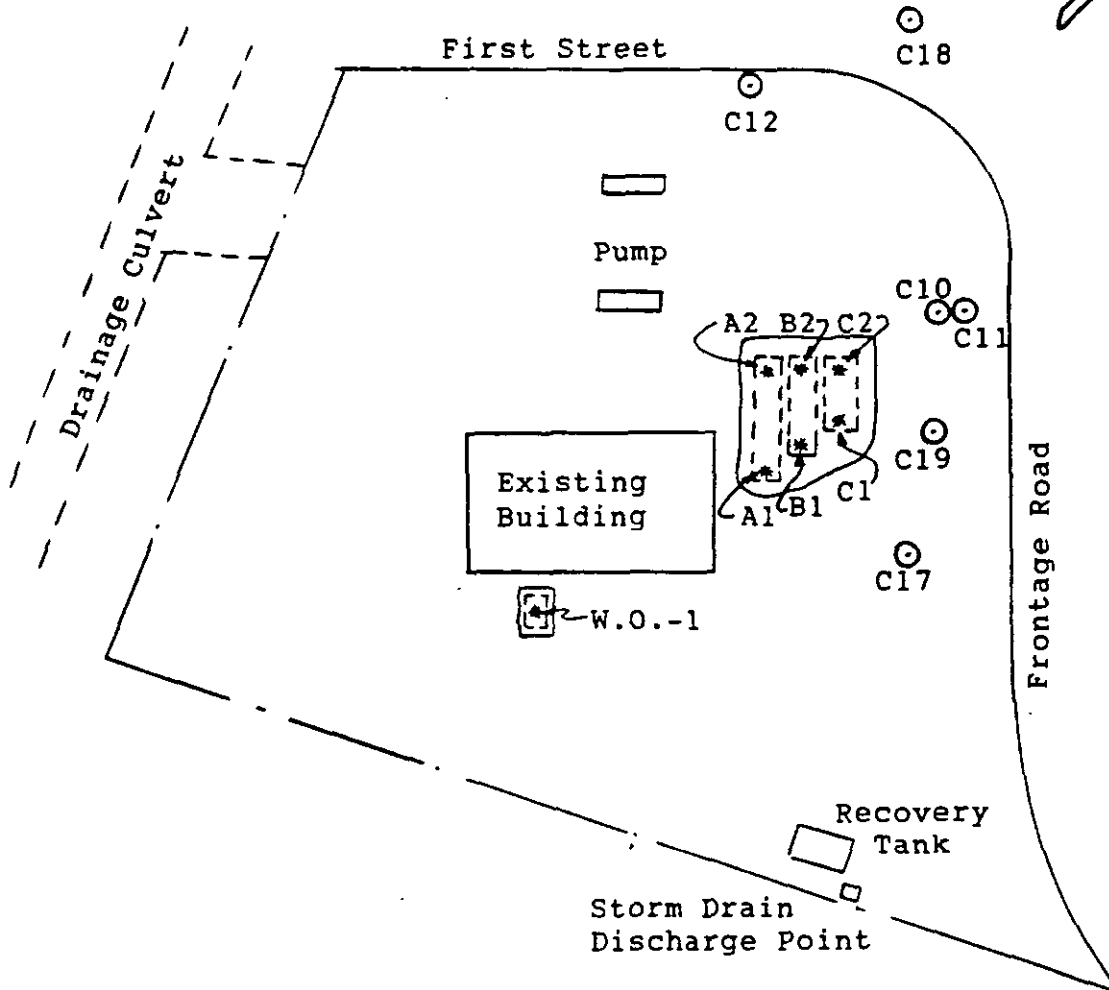 First Street
C18
C12
Drainage Culvert
Pump
C10
C11
A2 B2 C2
C19
Existing
Building
A1
B1
C1
C17
Frontage Road
W.O.-1
Recovery
Tank
Storm Drain
Discharge Point